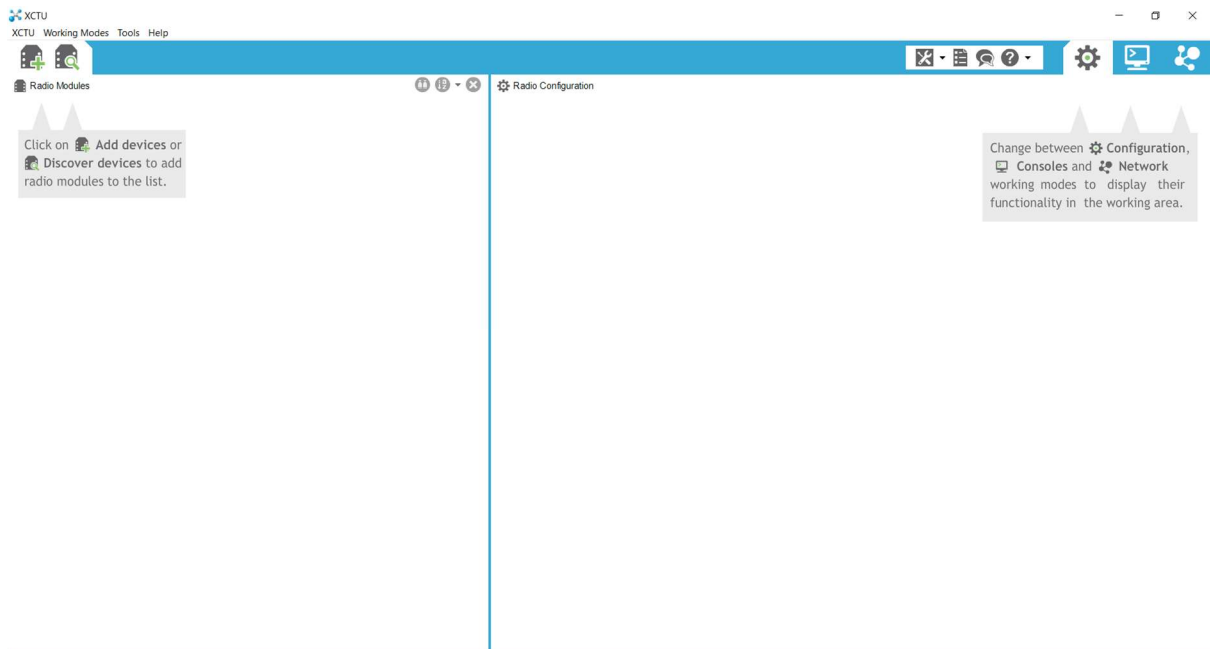 XCTU
XCTU Working Modes Tools Help
Radio Modules
Radio Configuration
Click on Add devices or
Discover devices to add
radio modules to the list.
Change between Configuration,
Consoles and Network
working modes to display their
functionality in the working area.